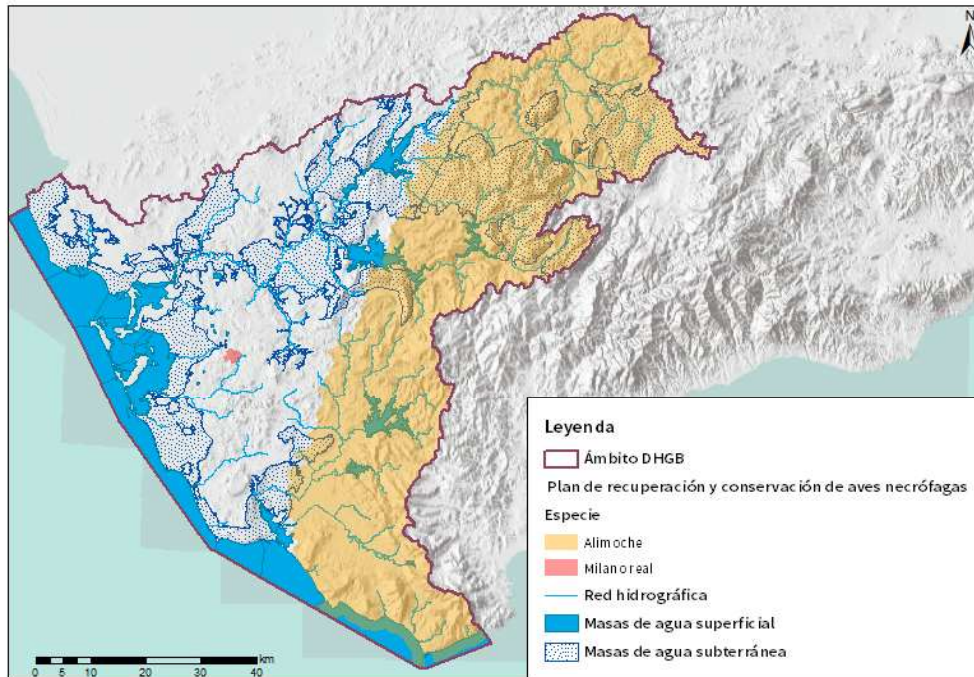 N
Leyenda
Ámbito DHGB
Plan de recuperación y conservación de aves necrófagas
Especie
Alimoche
Milano real
Red hidrográfica
Masas de agua superficial
Masas de agua subterránea
km
0 5 10 20 30 40